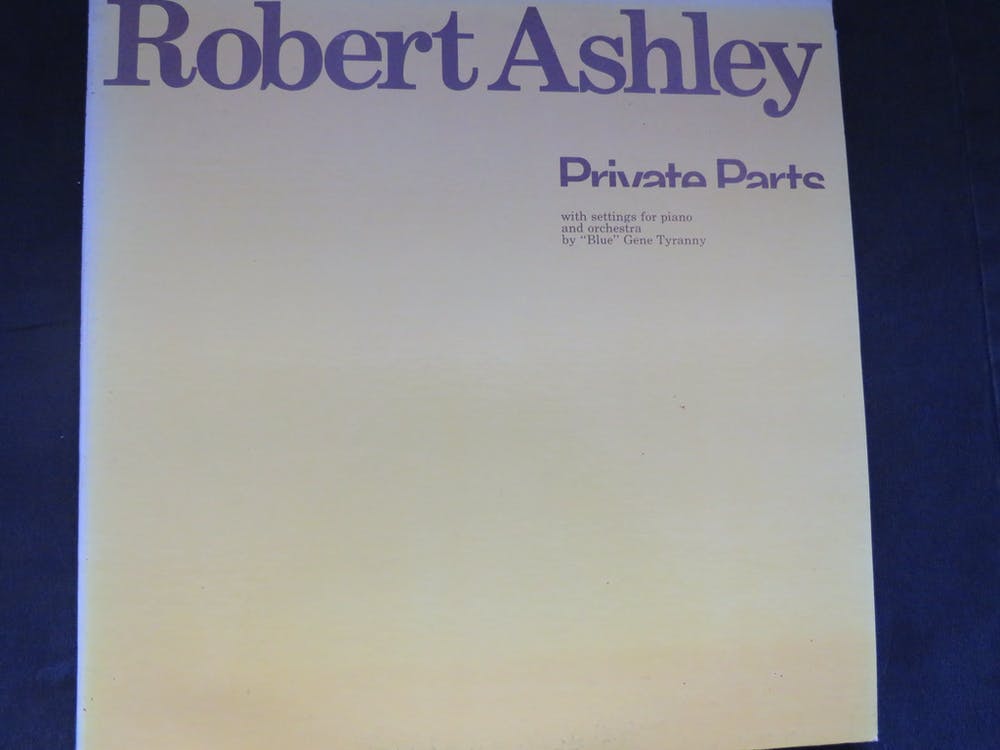 Robert Ashley
Private Parts
with settings for piano
and orchestra
by “Blue” Gene Tyranny